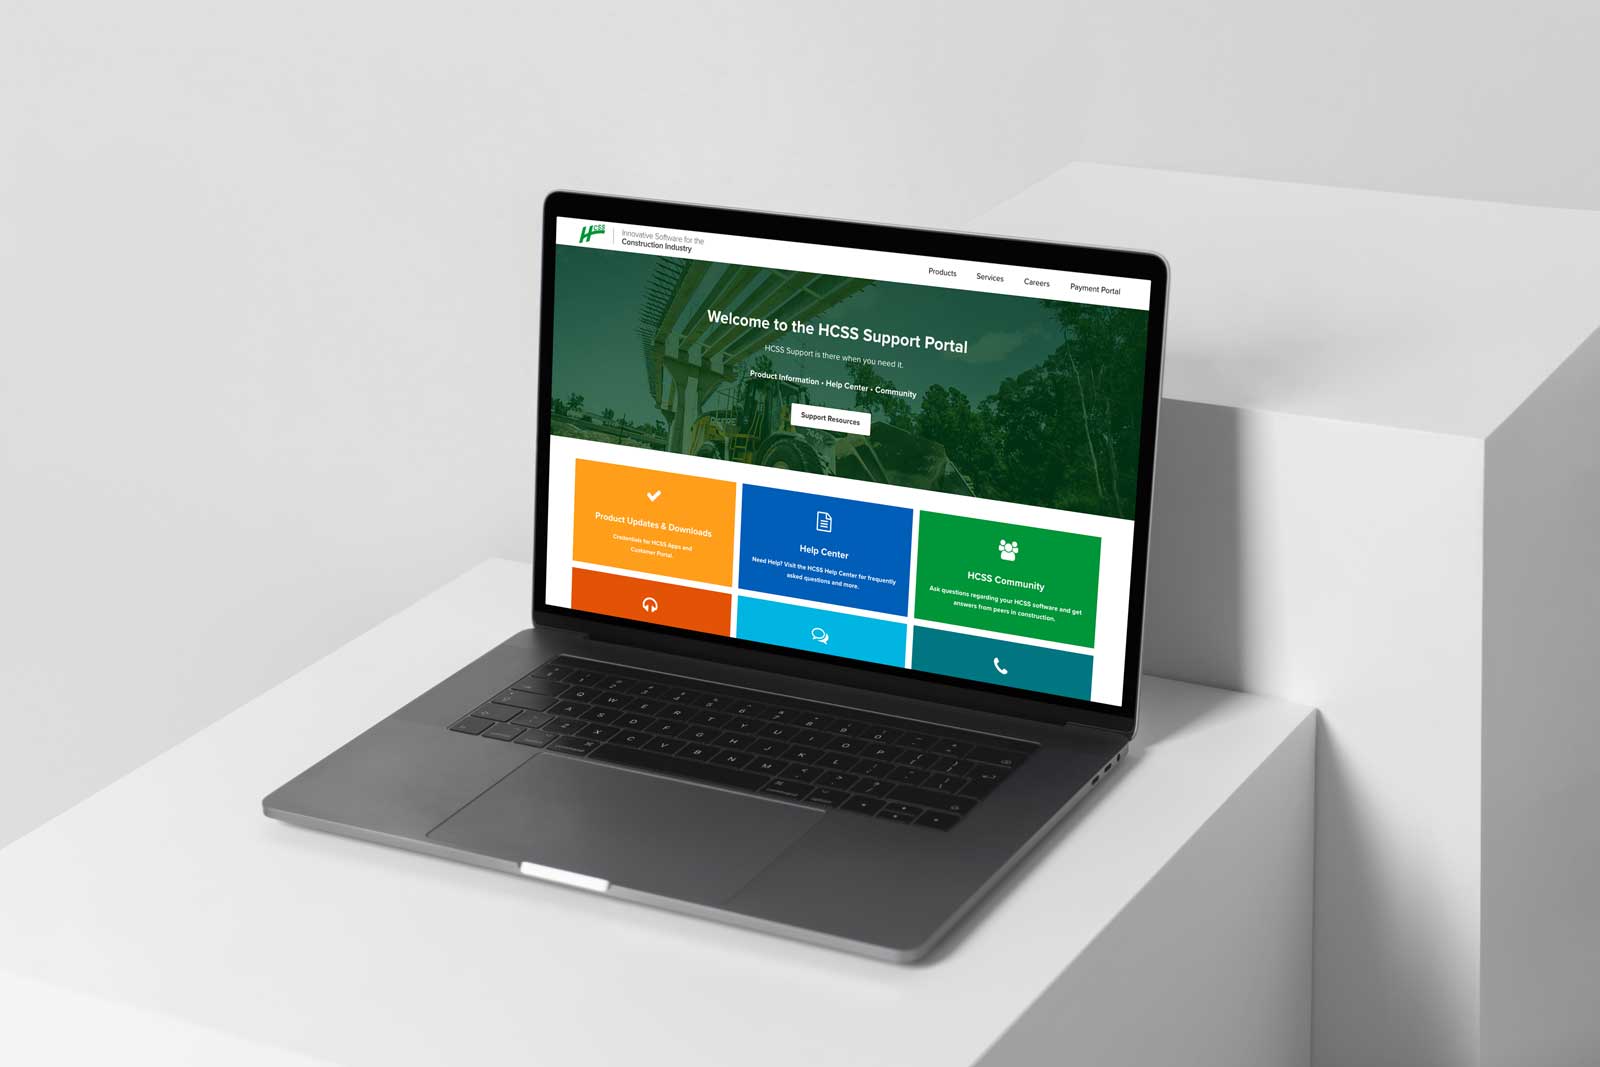 HCSS
Innovative Software for the
Construction Industry
Products Services Careers Payment Portal
Welcome to the HCSS Support Portal
HCSS Support is there when you need it.
Product Information • Help Center • Community
Support Resources
Product Updates & Downloads
Credentials for HCSS Apps and
Customer Portal.
Help Center
Need Help? Visit the HCSS Help Center for frequently
asked questions and more.
HCSS Community
Ask questions regarding your HCSS software and get
answers from peers in construction.